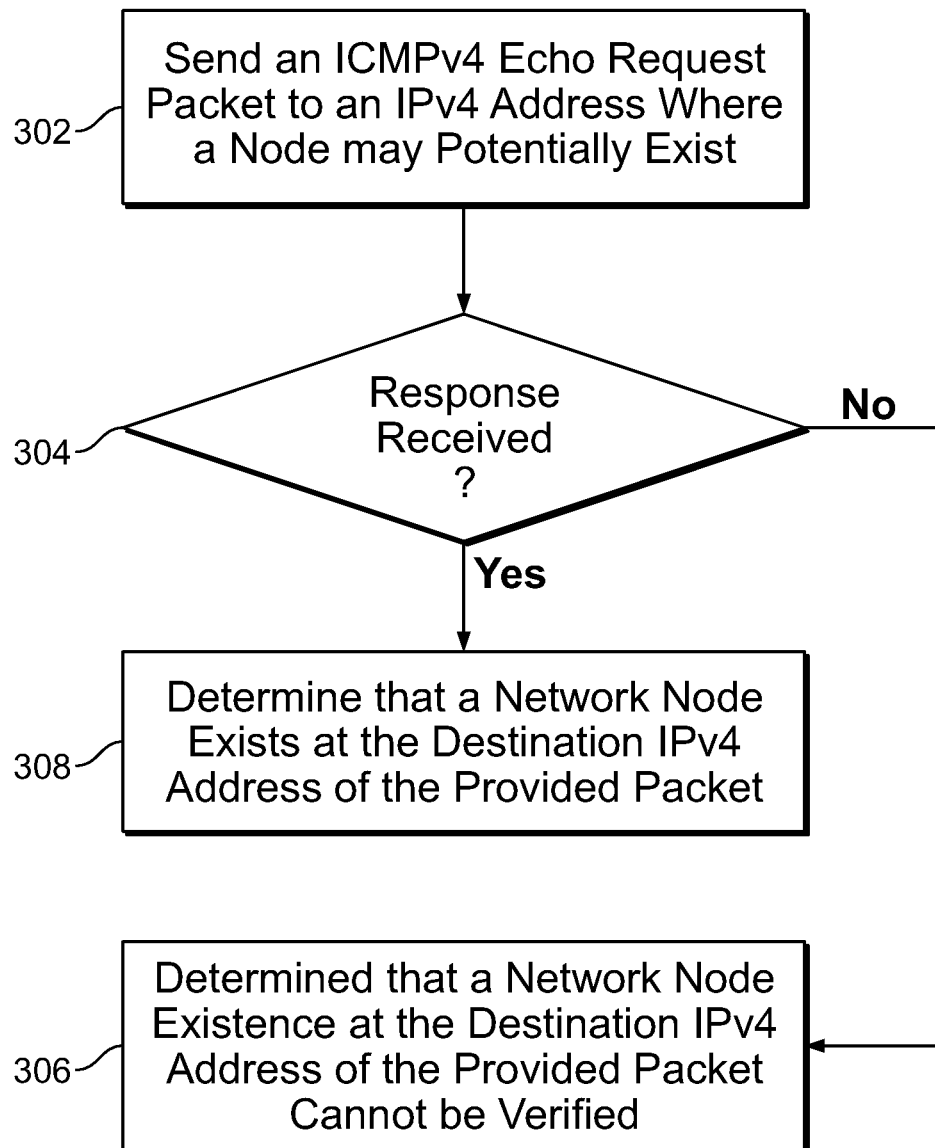 Send an ICMPv4 Echo Request
Packet to an IPv4 Address Where
a Node may Potentially Exist
302
Response
Received
?
304
No
Yes
Determine that a Network Node
Exists at the Destination IPv4
Address of the Provided Packet
308
Determined that a Network Node
Existence at the Destination IPv4
Address of the Provided Packet
Cannot be Verified
306